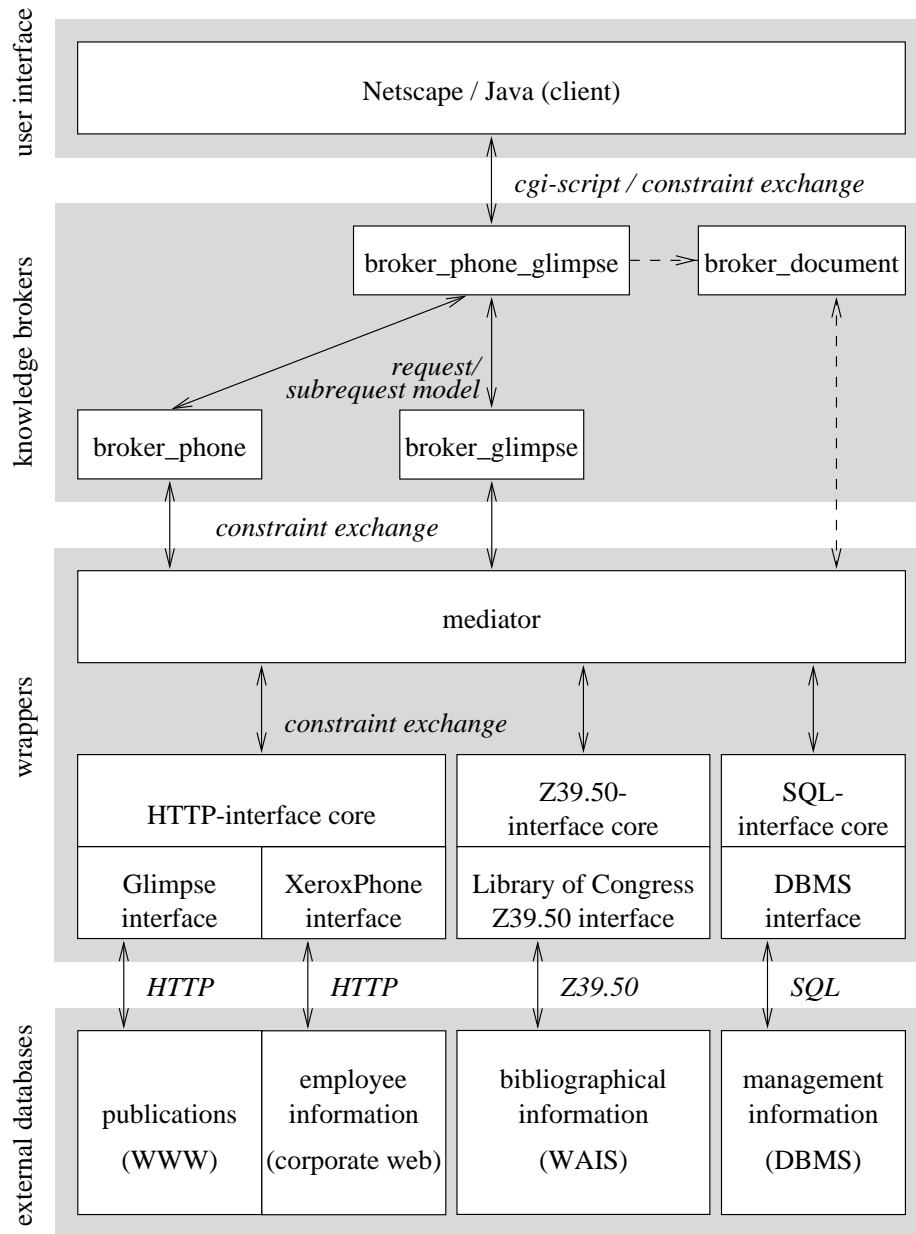 user interface
Netscape / Java (client)
cgi-script / constraint exchange
knowledge brokers
broker_phone_glimpse
broker_document
request/
subrequest model
broker_phone
broker_glimpse
constraint exchange
wrappers
mediator
constraint exchange
HTTP-interface core
Z39.50-
interface core
SQL-
interface core
Glimpse
interface
XeroxPhone
interface
Library of Congress
Z39.50 interface
DBMS
interface
HTTP
HTTP
Z39.50
SQL
external databases
publications
(WWW)
employee
information
(corporate web)
bibliographical
information
(WAIS)
management
information
(DBMS)